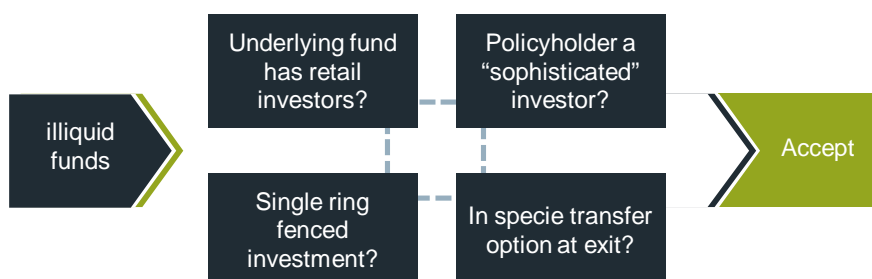 illiquid
funds
Underlying fund
has retail
investors?
Policyholder a
“sophisticated”
investor?
Single ring
fenced
investment?
In specie transfer
option at exit?
Accept